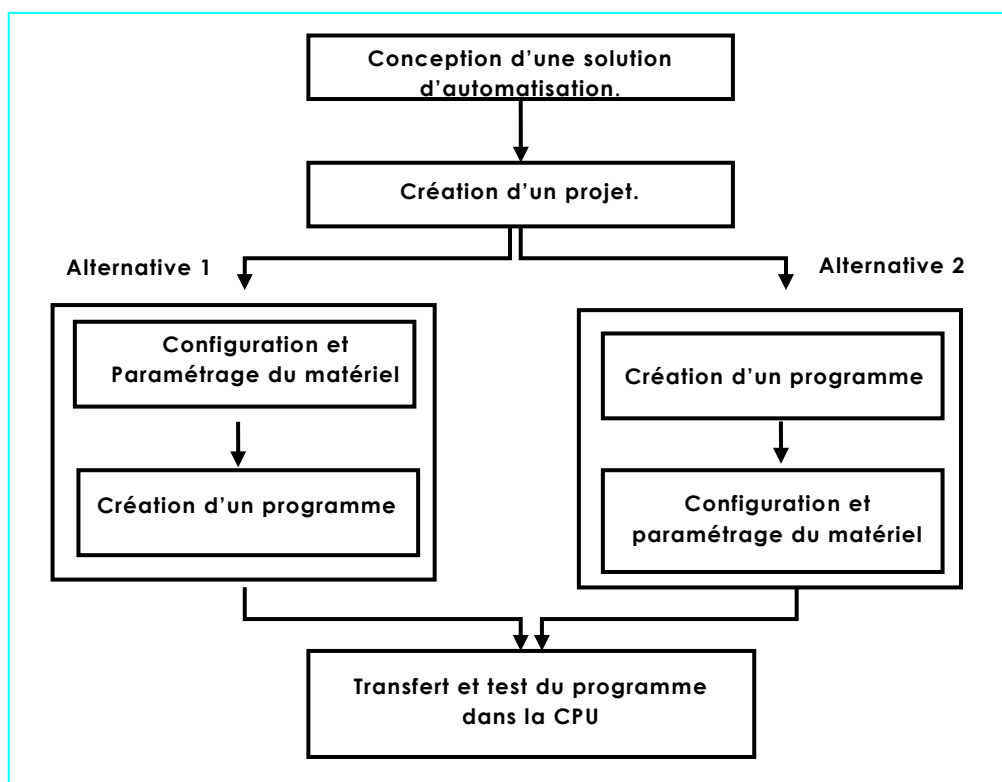 Conception d’une solution
d’automatisation.
Création d’un projet.
Alternative 1
Configuration et
Paramétrage du matériel
Création d’un programme
Alternative 2
Création d’un programme
Configuration et
paramétrage du matériel
Transfert et test du programme
dans la CPU